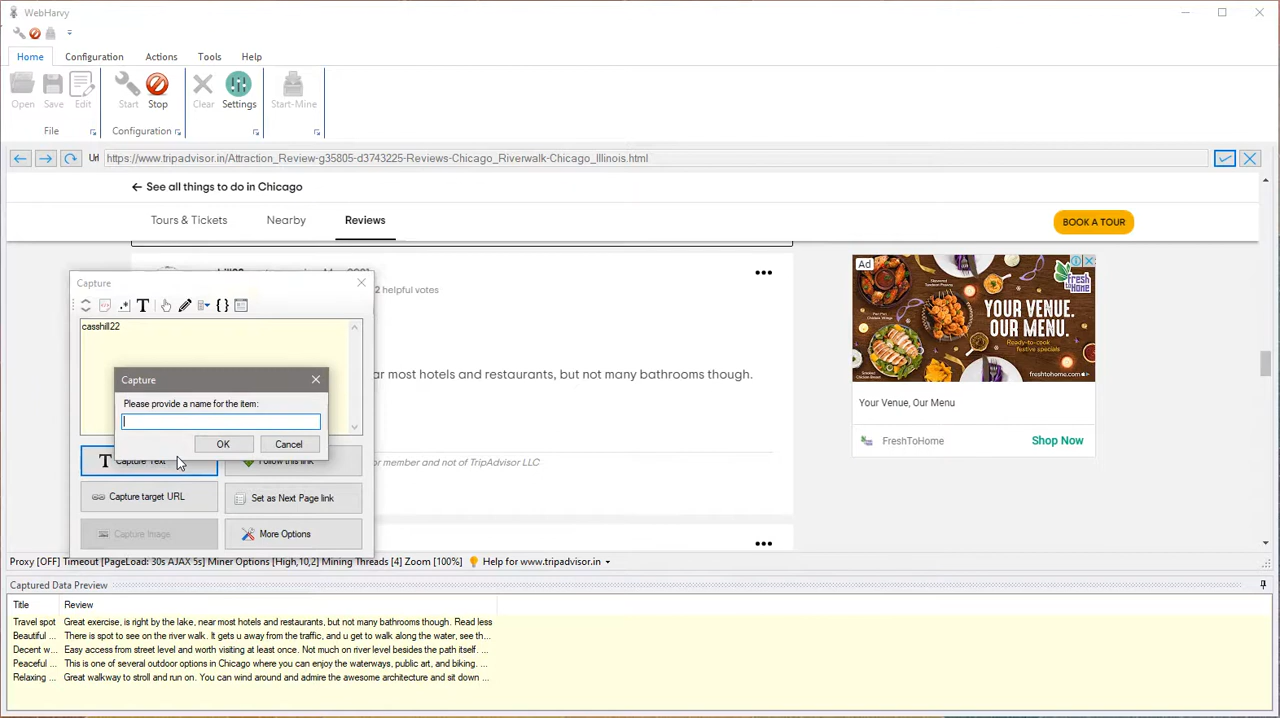 WebHarvy
Home Configuration Actions Tools Help
Open Save Edit Start Stop Clear Settings Start-Mine
File Configuration
Url https://www.tripadvisor.in/Attraction_Review-g35805-d3743225-Reviews-Chicago_Riverwalk-Chicago_Illinois.html
← See all things to do in Chicago
Tours & Tickets Nearby Reviews
BOOK A TOUR
2 helpful votes
ar most hotels and restaurants, but not many bathrooms though.
or member and not of TripAdvisor LLC
Capture
T { }
casshill22
Capture
Please provide a name for the item:
OK Cancel
T Capture Text Follow this link
Capture target URL Set as Next Page link
Capture Image More Options
Ad
fresh to Home
YOUR VENUE.
OUR MENU.
Ready-to-cook
festive specials
freshtohome.com
Your Venue, Our Menu
FreshToHome Shop Now
Proxy [OFF] Timeout [PageLoad: 30s AJAX 5s] Miner Options [High,10,2] Mining Threads [4] Zoom [100%] Help for www.tripadvisor.in
Captured Data Preview
Title Review
Travel spot Great exercise, is right by the lake, near most hotels and restaurants, but not many bathrooms though. Read less
Beautiful ... There is spot to see on the river walk. It gets u away from the traffic, and u get to walk along the water, see th...
Decent w... Easy access from street level and worth visiting at least once. Not much on river level besides the path itself. ...
Peaceful ... This is one of several outdoor options in Chicago where you can enjoy the waterways, public art, and biking. ...
Relaxing ... Great walkway to stroll and run on. You can wind around and admire the awesome architecture and sit down ...